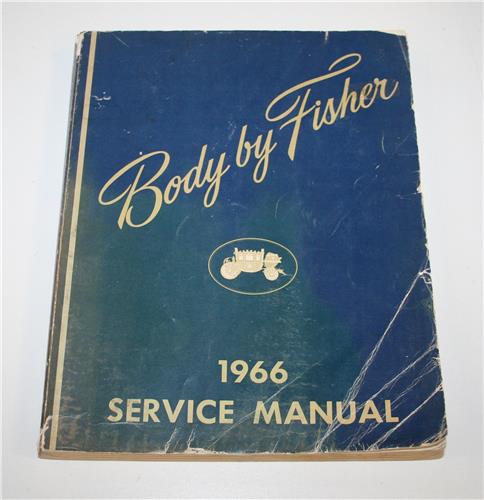 Body by Fisher
1966
SERVICE MANUAL